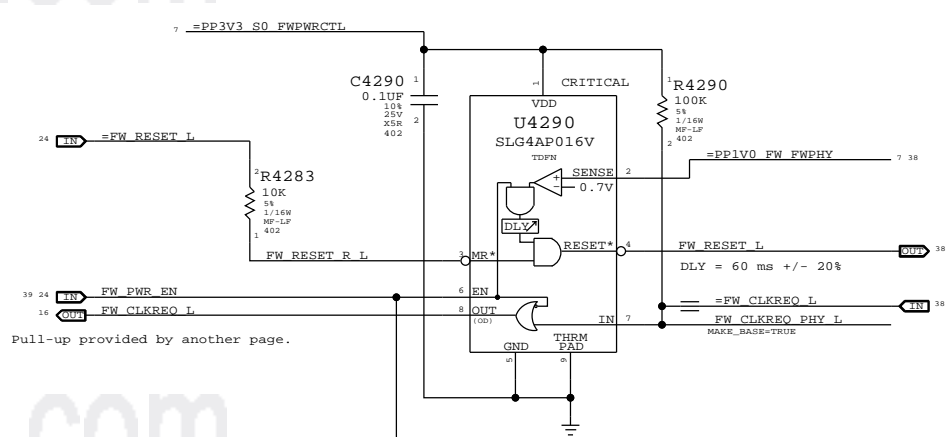 7 =PP3V3_S0_FWPWRCTL
C4290 1
0.1UF
10%
25V
X5R
402
2
1
CRITICAL
VDD
U4290
SLG4AP016V
TDFN
1 R4290
100K
5%
1/16W
MF-LF
402
2
24 IN =FW_RESET_L
=PP1V0_FW_FWPHY 7 38
SENSE 2
+
-
0.7V
2 R4283
10K
5%
1/16W
MF-LF
402
1
DLY
FW_RESET_R_L 3 MR*
RESET* 4 FW_RESET_L OUT 38
DLY = 60 ms +/- 20%
39 24 IN FW_PWR_EN 6 EN
=FW_CLKREQ_L IN 38
16 OUT FW_CLKREQ_L 8 OUT
(OD)
IN 7 FW_CLKREQ_PHY_L
MAKE_BASE=TRUE
Pull-up provided by another page.
GND
THRM
PAD
5
9
com